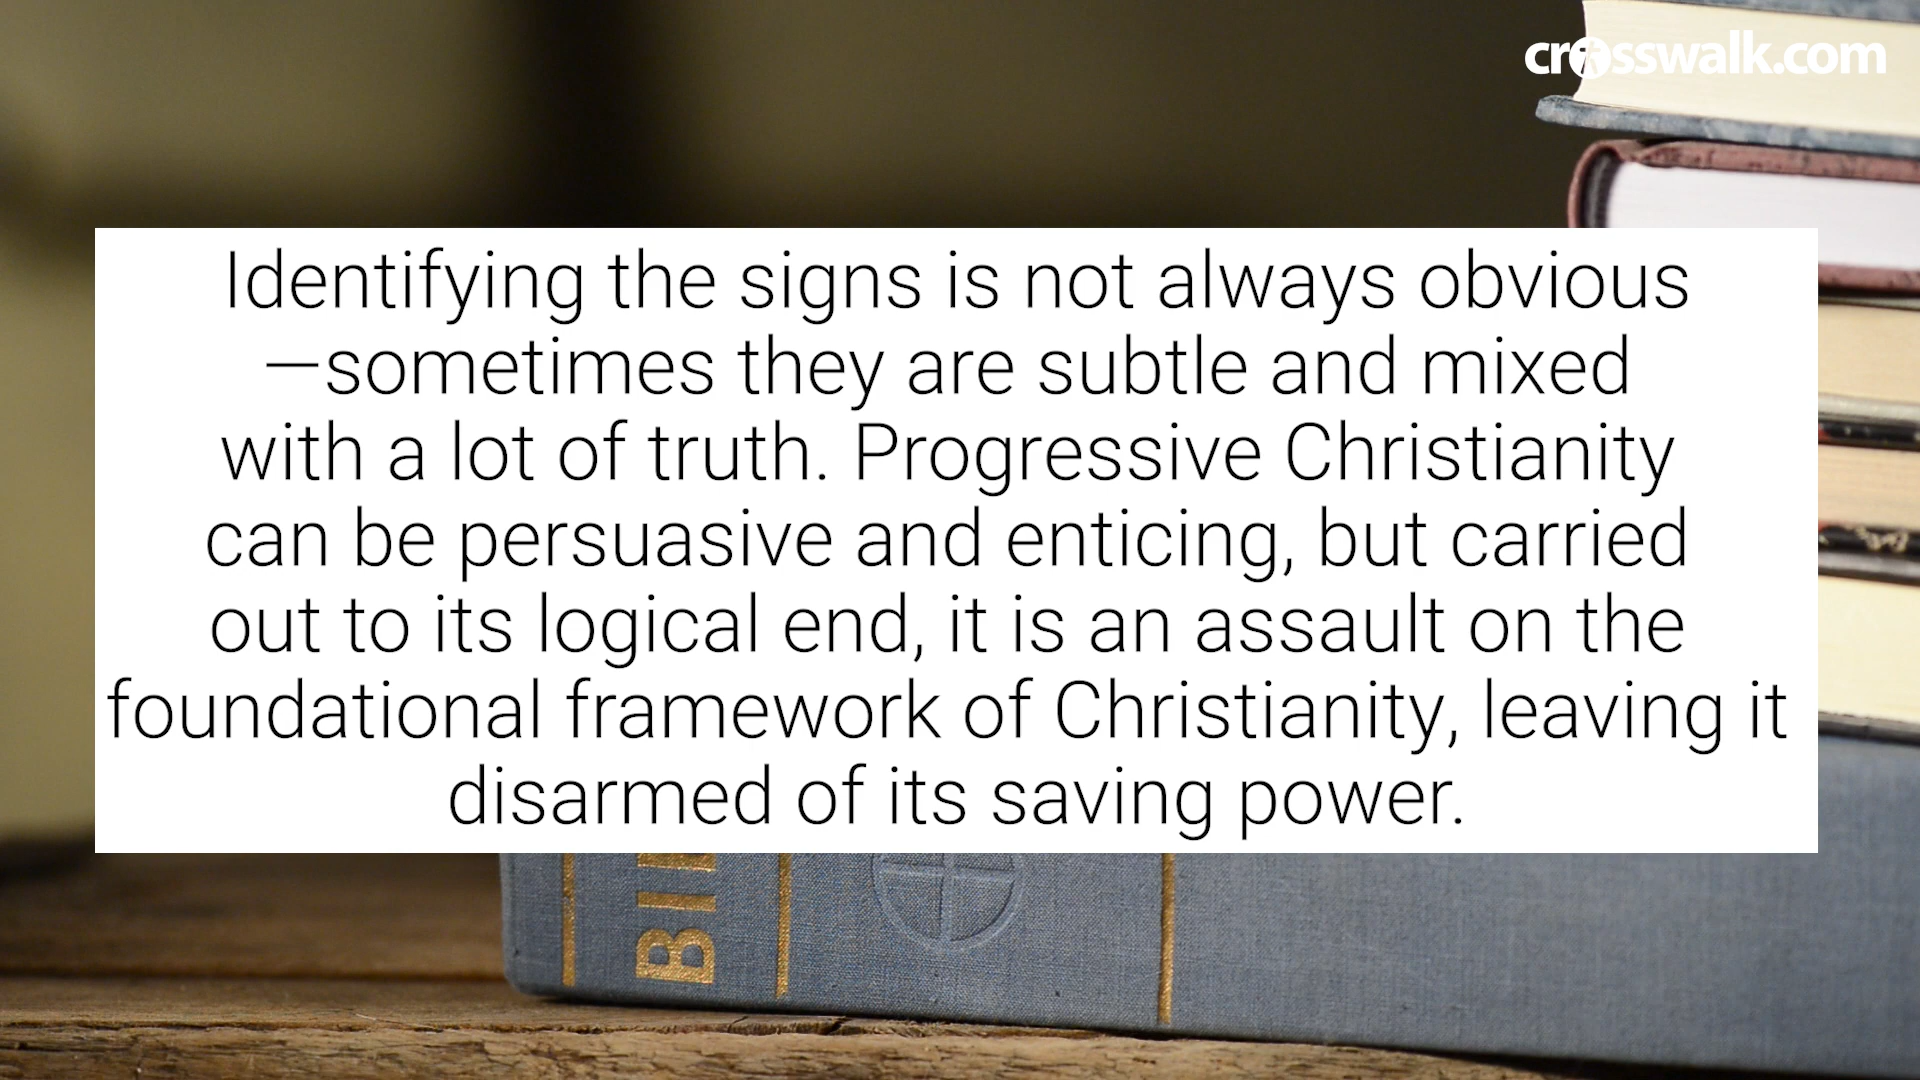 crosswalk.com
Identifying the signs is not always obvious
—sometimes they are subtle and mixed
with a lot of truth. Progressive Christianity
can be persuasive and enticing, but carried
out to its logical end, it is an assault on the
foundational framework of Christianity, leaving it
disarmed of its saving power.